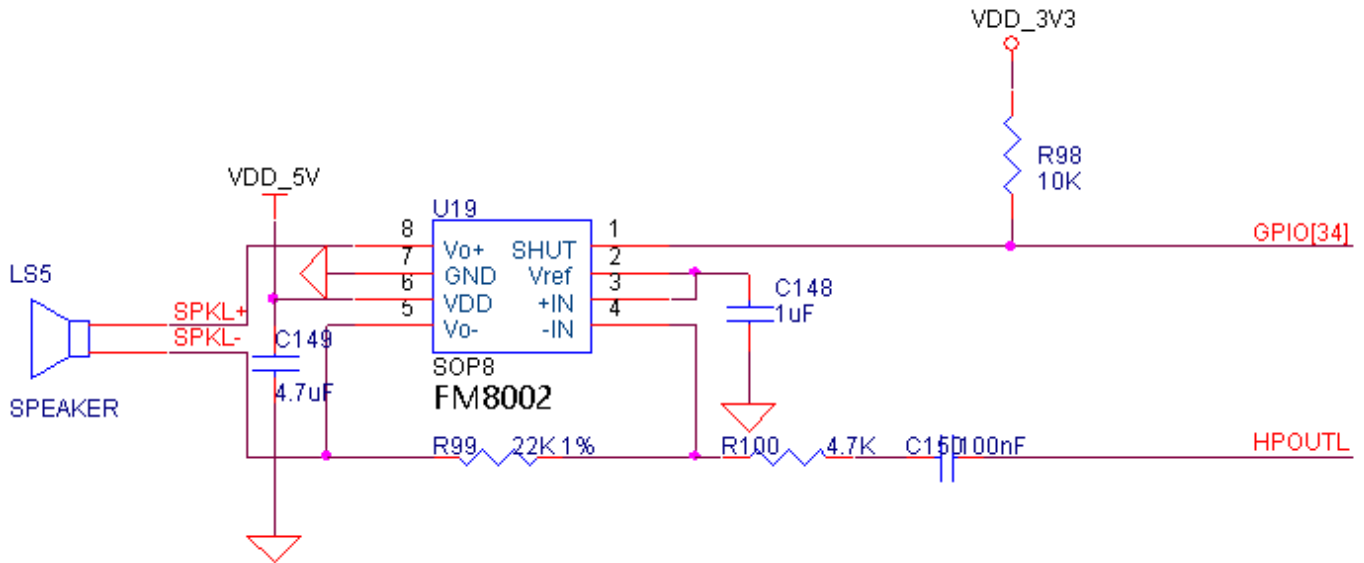 VDD_3V3
R98
10K
VDD_5V
U19
8
1
GPIO[34]
Vo+
SHUT
7
2
GND
Vref
LS5
6
3
C148
VDD
+IN
1uF
SPKL+
5
4
Vo-
-IN
SPKL-
C149
SOP8
4.7uF
FM8002
SPEAKER
R99
22K 1%
R100
4.7K
C150
100nF
HPOUTL